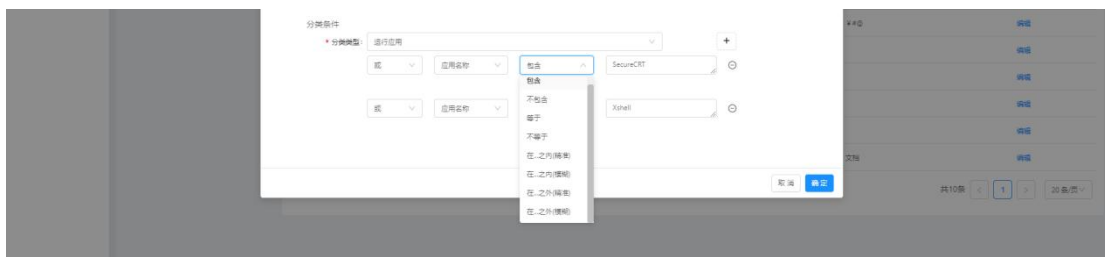 分类条件
¥#@ 编辑
* 分类类型: 运行应用 +
编辑
或 应用名称 包含 SecureCRT
包含
编辑
不包含
或 应用名称 Xshell
编辑
等于
不等于
编辑
在...之内(精准)
文档 编辑
在...之内(模糊)
取 消 确 定
在...之外(精准)
共10条 < 1 > 20 条/页
在...之外(模糊)